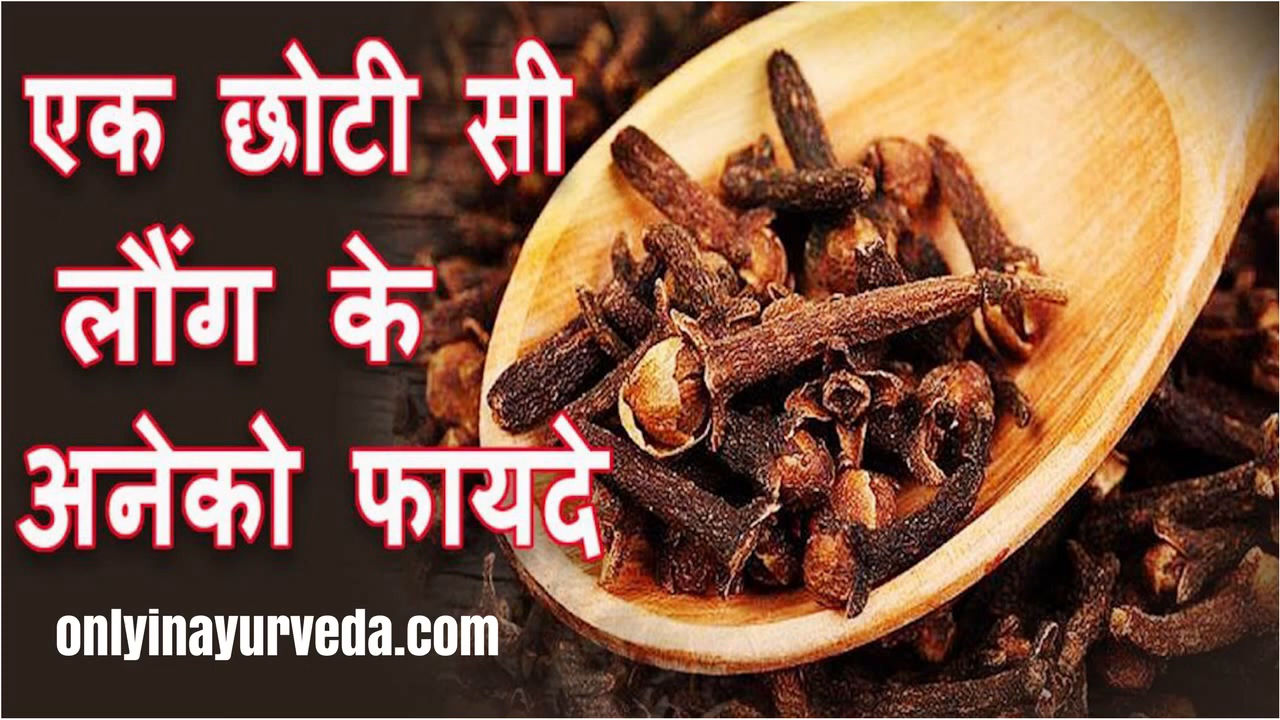 एक छोटी सी
लौंग के
अनेको फायदे
onlyinayurveda.com